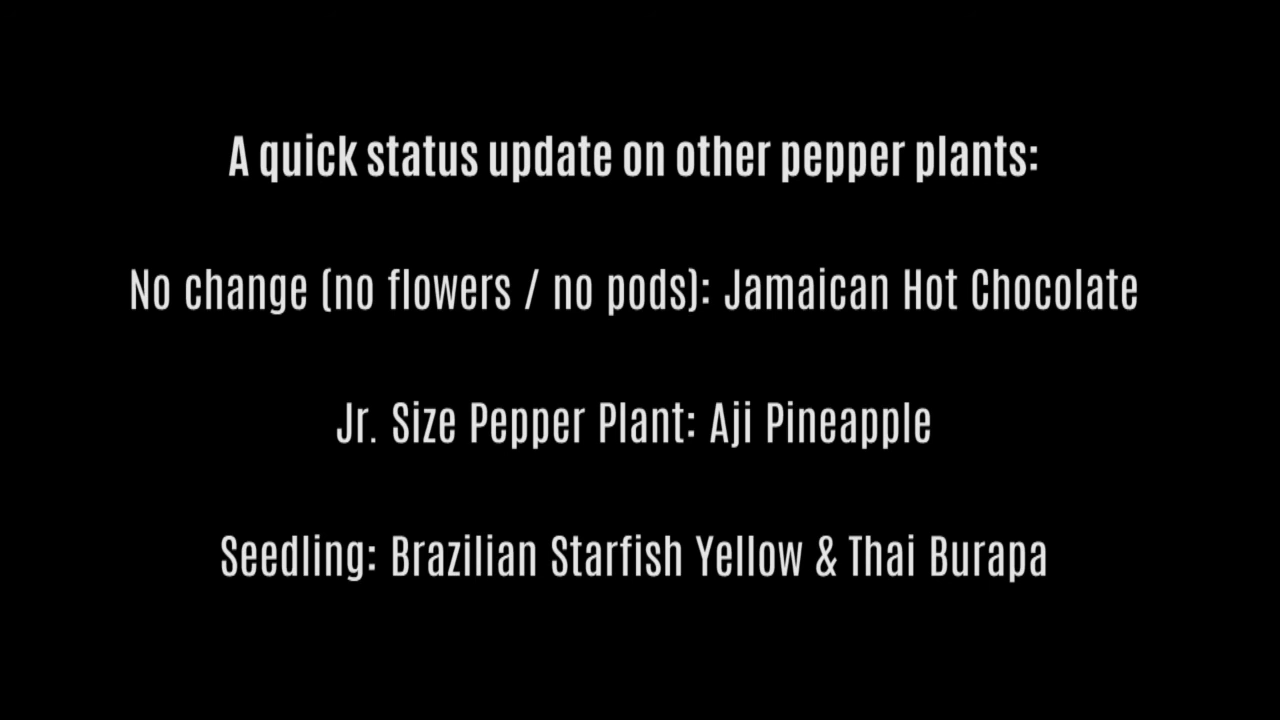 A quick status update on other pepper plants:
No change (no flowers / no pods): Jamaican Hot Chocolate
Jr. Size Pepper Plant: Aji Pineapple
Seedling: Brazilian Starfish Yellow & Thai Burapa